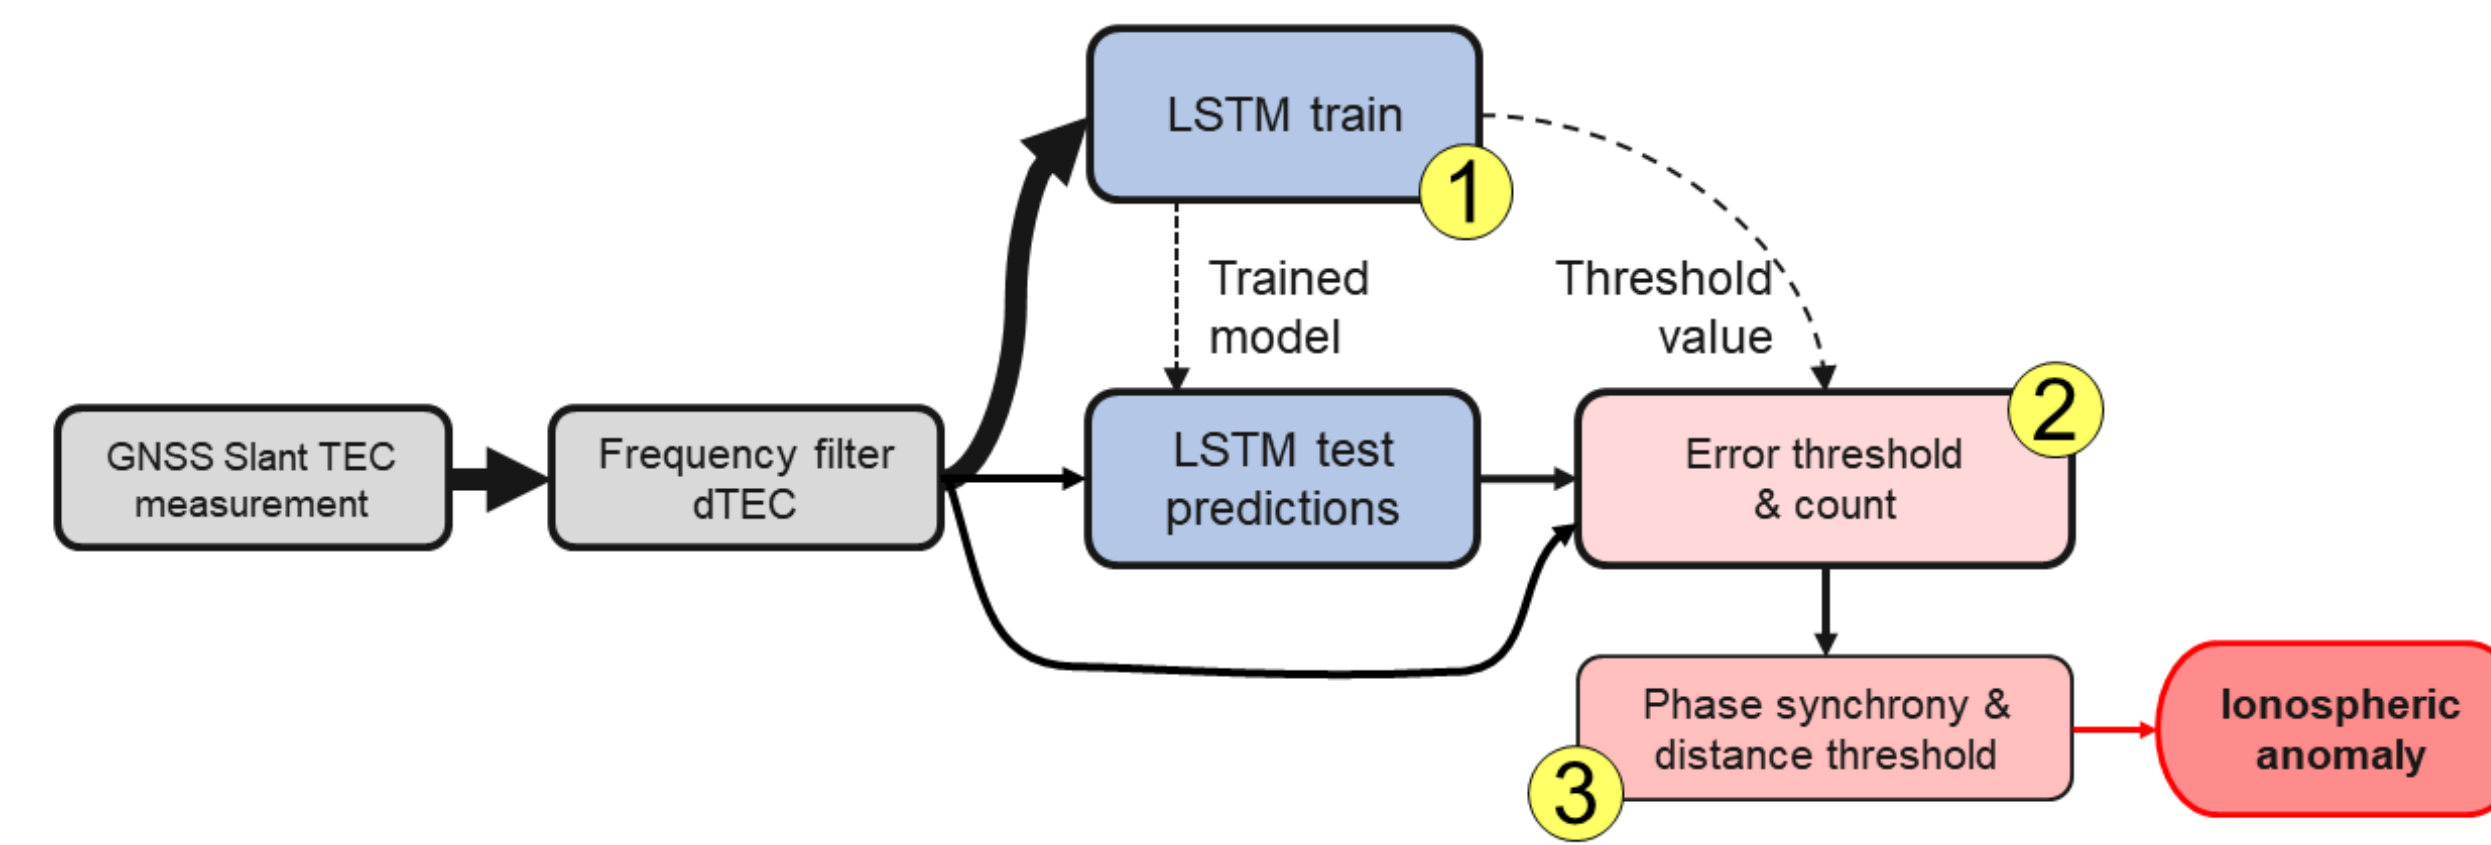 LSTM train
1
Trained
model
Threshold
value
GNSS Slant TEC
measurement
Frequency filter
dTEC
LSTM test
predictions
Error threshold
& count
2
Phase synchrony &
distance threshold
3
Ionospheric
anomaly